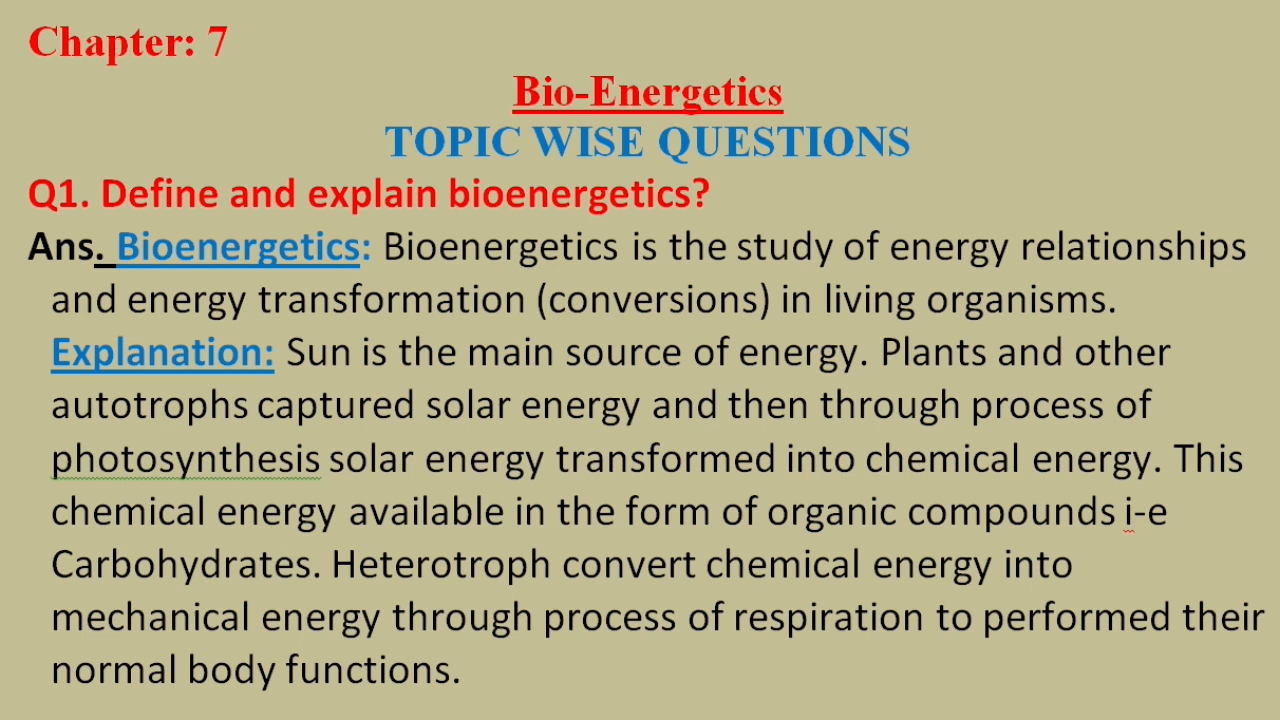 Chapter: 7
Bio-Energetics
TOPIC WISE QUESTIONS
Q1. Define and explain bioenergetics?
Ans. Bioenergetics: Bioenergetics is the study of energy relationships
and energy transformation (conversions) in living organisms.
Explanation: Sun is the main source of energy. Plants and other
autotrophs captured solar energy and then through process of
photosynthesis solar energy transformed into chemical energy. This
chemical energy available in the form of organic compounds i-e
Carbohydrates. Heterotroph convert chemical energy into
mechanical energy through process of respiration to performed their
normal body functions.